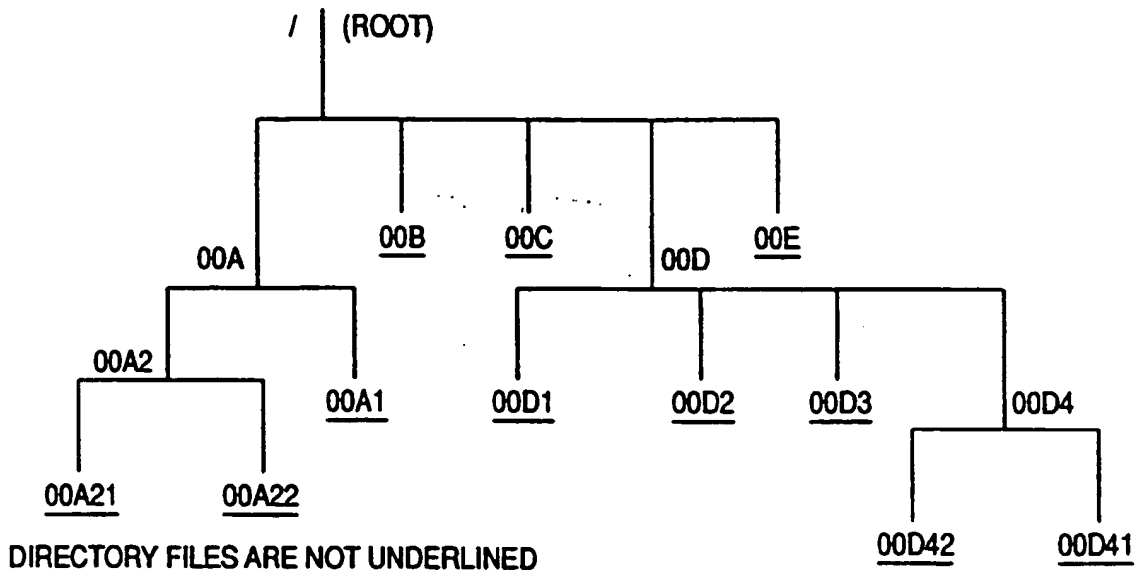 / (ROOT)
00B 00C 00E
00A 00D
00A2
00A1 00D1 00D2 00D3 00D4
00A21 00A22
00D42 00D41
DIRECTORY FILES ARE NOT UNDERLINED